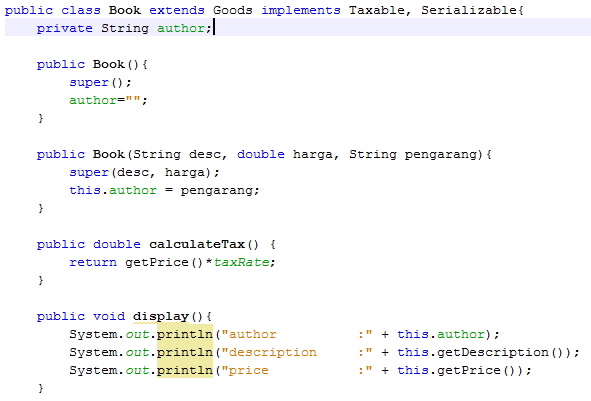 public class Book extends Goods implements Taxable, Serializable{
    private String author;
    public Book(){
        super();
        author="";
    }
    public Book(String desc, double harga, String pengarang){
        super(desc, harga);
        this.author = pengarang;
    }
    public double calculateTax() {
        return getPrice()*taxRate;
    }
    public void display(){
        System.out.println("author          :" + this.author);
        System.out.println("description     :" + this.getDescription());
        System.out.println("price           :" + this.getPrice());
    }